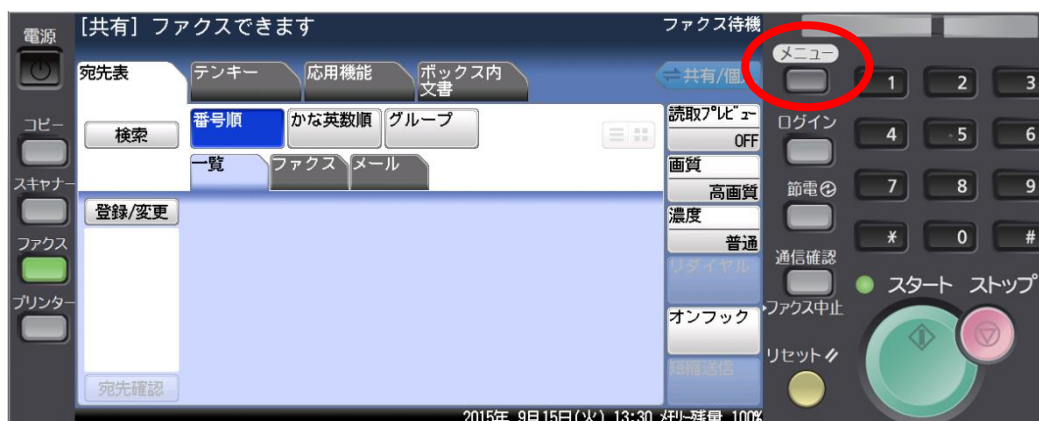 電源
コピー
スキャナー
ファクス
プリンター
[共有] ファクスできます
ファクス待機
宛先表
テンキー
応用機能
ボックス内
文書
共有/個人
検索
番号順
かな英数順
グループ
一覧
ファクス
メール
登録/変更
宛先確認
読取プレビュー
OFF
画質
高画質
濃度
普通
リダイヤル
オンフック
短縮送信
2015年 9月15日(火) 13:30 メモリー残量 100%
メニュー
ログイン
節電
通信確認
ファクス中止
リセット
1 2 3
4 5 6
7 8 9
* 0 #
スタート ストップ